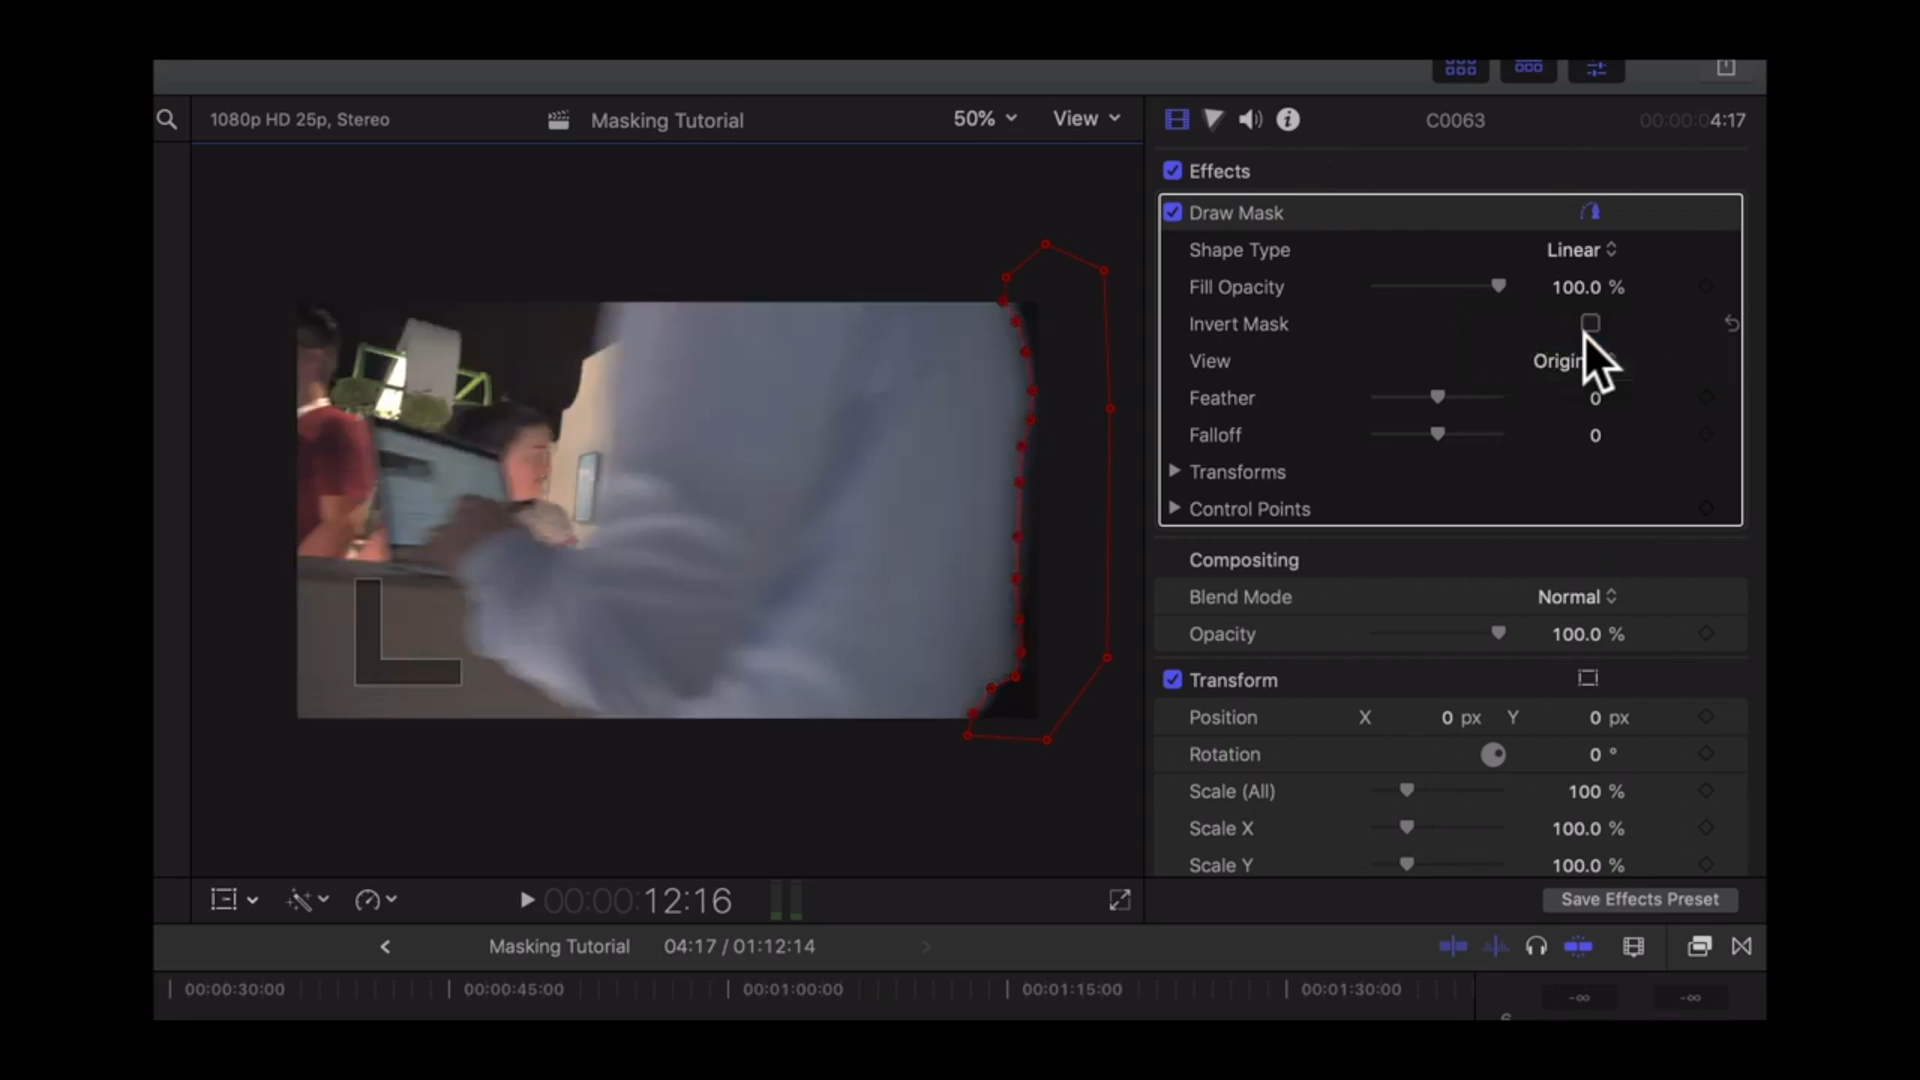 1080p HD 25p, Stereo
Masking Tutorial
50%
View
C0063
00:00:04:17
Effects
Draw Mask
Shape Type
Linear
Fill Opacity
100.0 %
Invert Mask
View
Feather
0
Falloff
0
Transforms
Control Points
Compositing
Blend Mode
Normal
Opacity
100.0 %
Transform
Position
X 0 px Y 0 px
Rotation
0 °
Scale (All)
100 %
Scale X
100.0 %
Scale Y
100.0 %
00:00:12:16
Save Effects Preset
Masking Tutorial
04:17 / 01:12:14
00:00:30:00
00:00:45:00
00:01:00:00
00:01:15:00
00:01:30:00
-∞
-∞